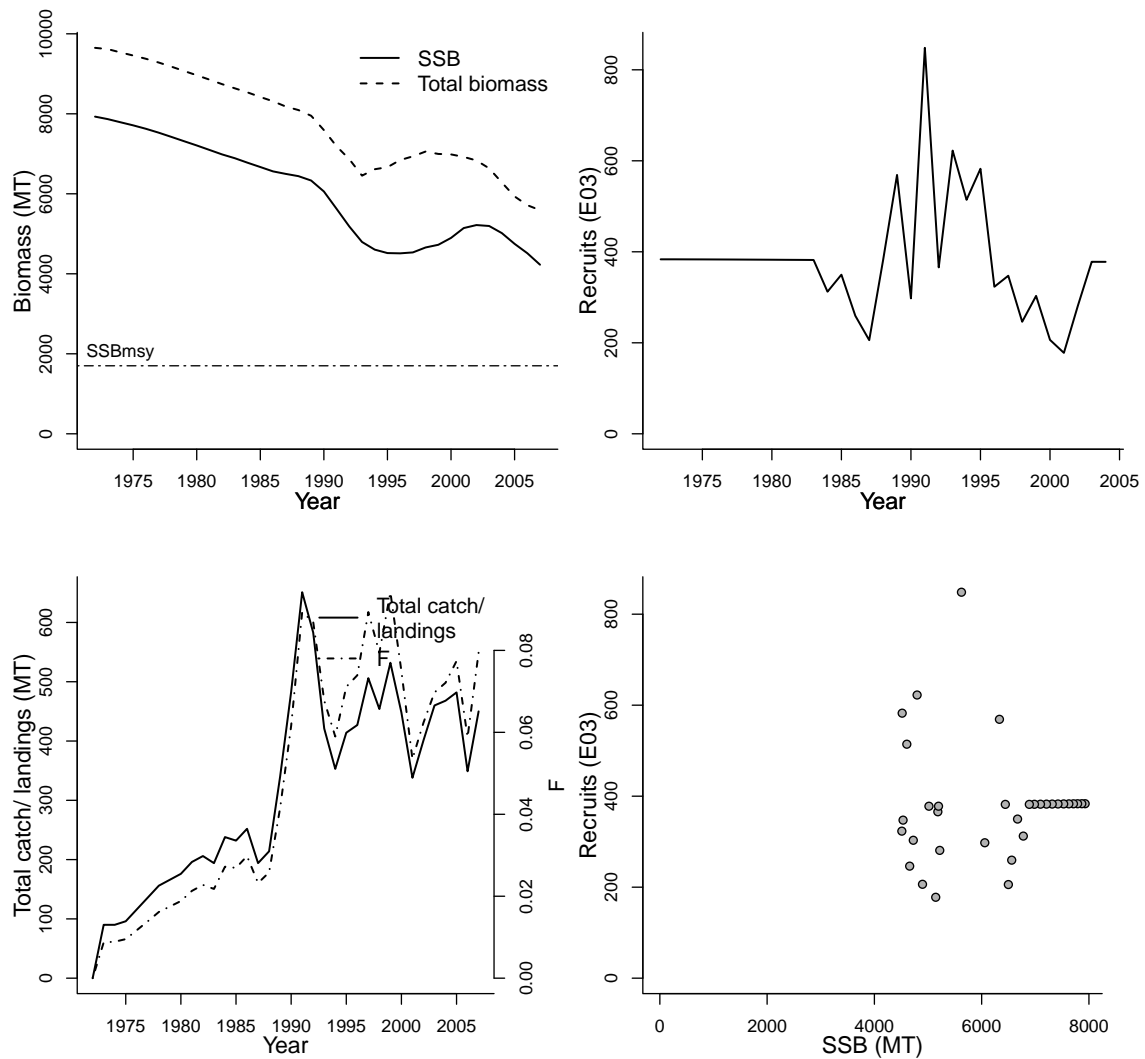 SSB
Total biomass
SSBmsy
Biomass (MT)
0
2000
4000
6000
8000
10000
1975 1980 1985 1990 1995 2000 2005
Year
Recruits (E03)
0
200
400
600
800
1975 1980 1985 1990 1995 2000 2005
Year
Total catch/
landings
F
Total catch/ landings (MT)
0
100
200
300
400
500
600
1975 1980 1985 1990 1995 2000 2005
Year
F
0.00
0.02
0.04
0.06
0.08
Recruits (E03)
0
200
400
600
800
0 2000 4000 6000 8000
SSB (MT)